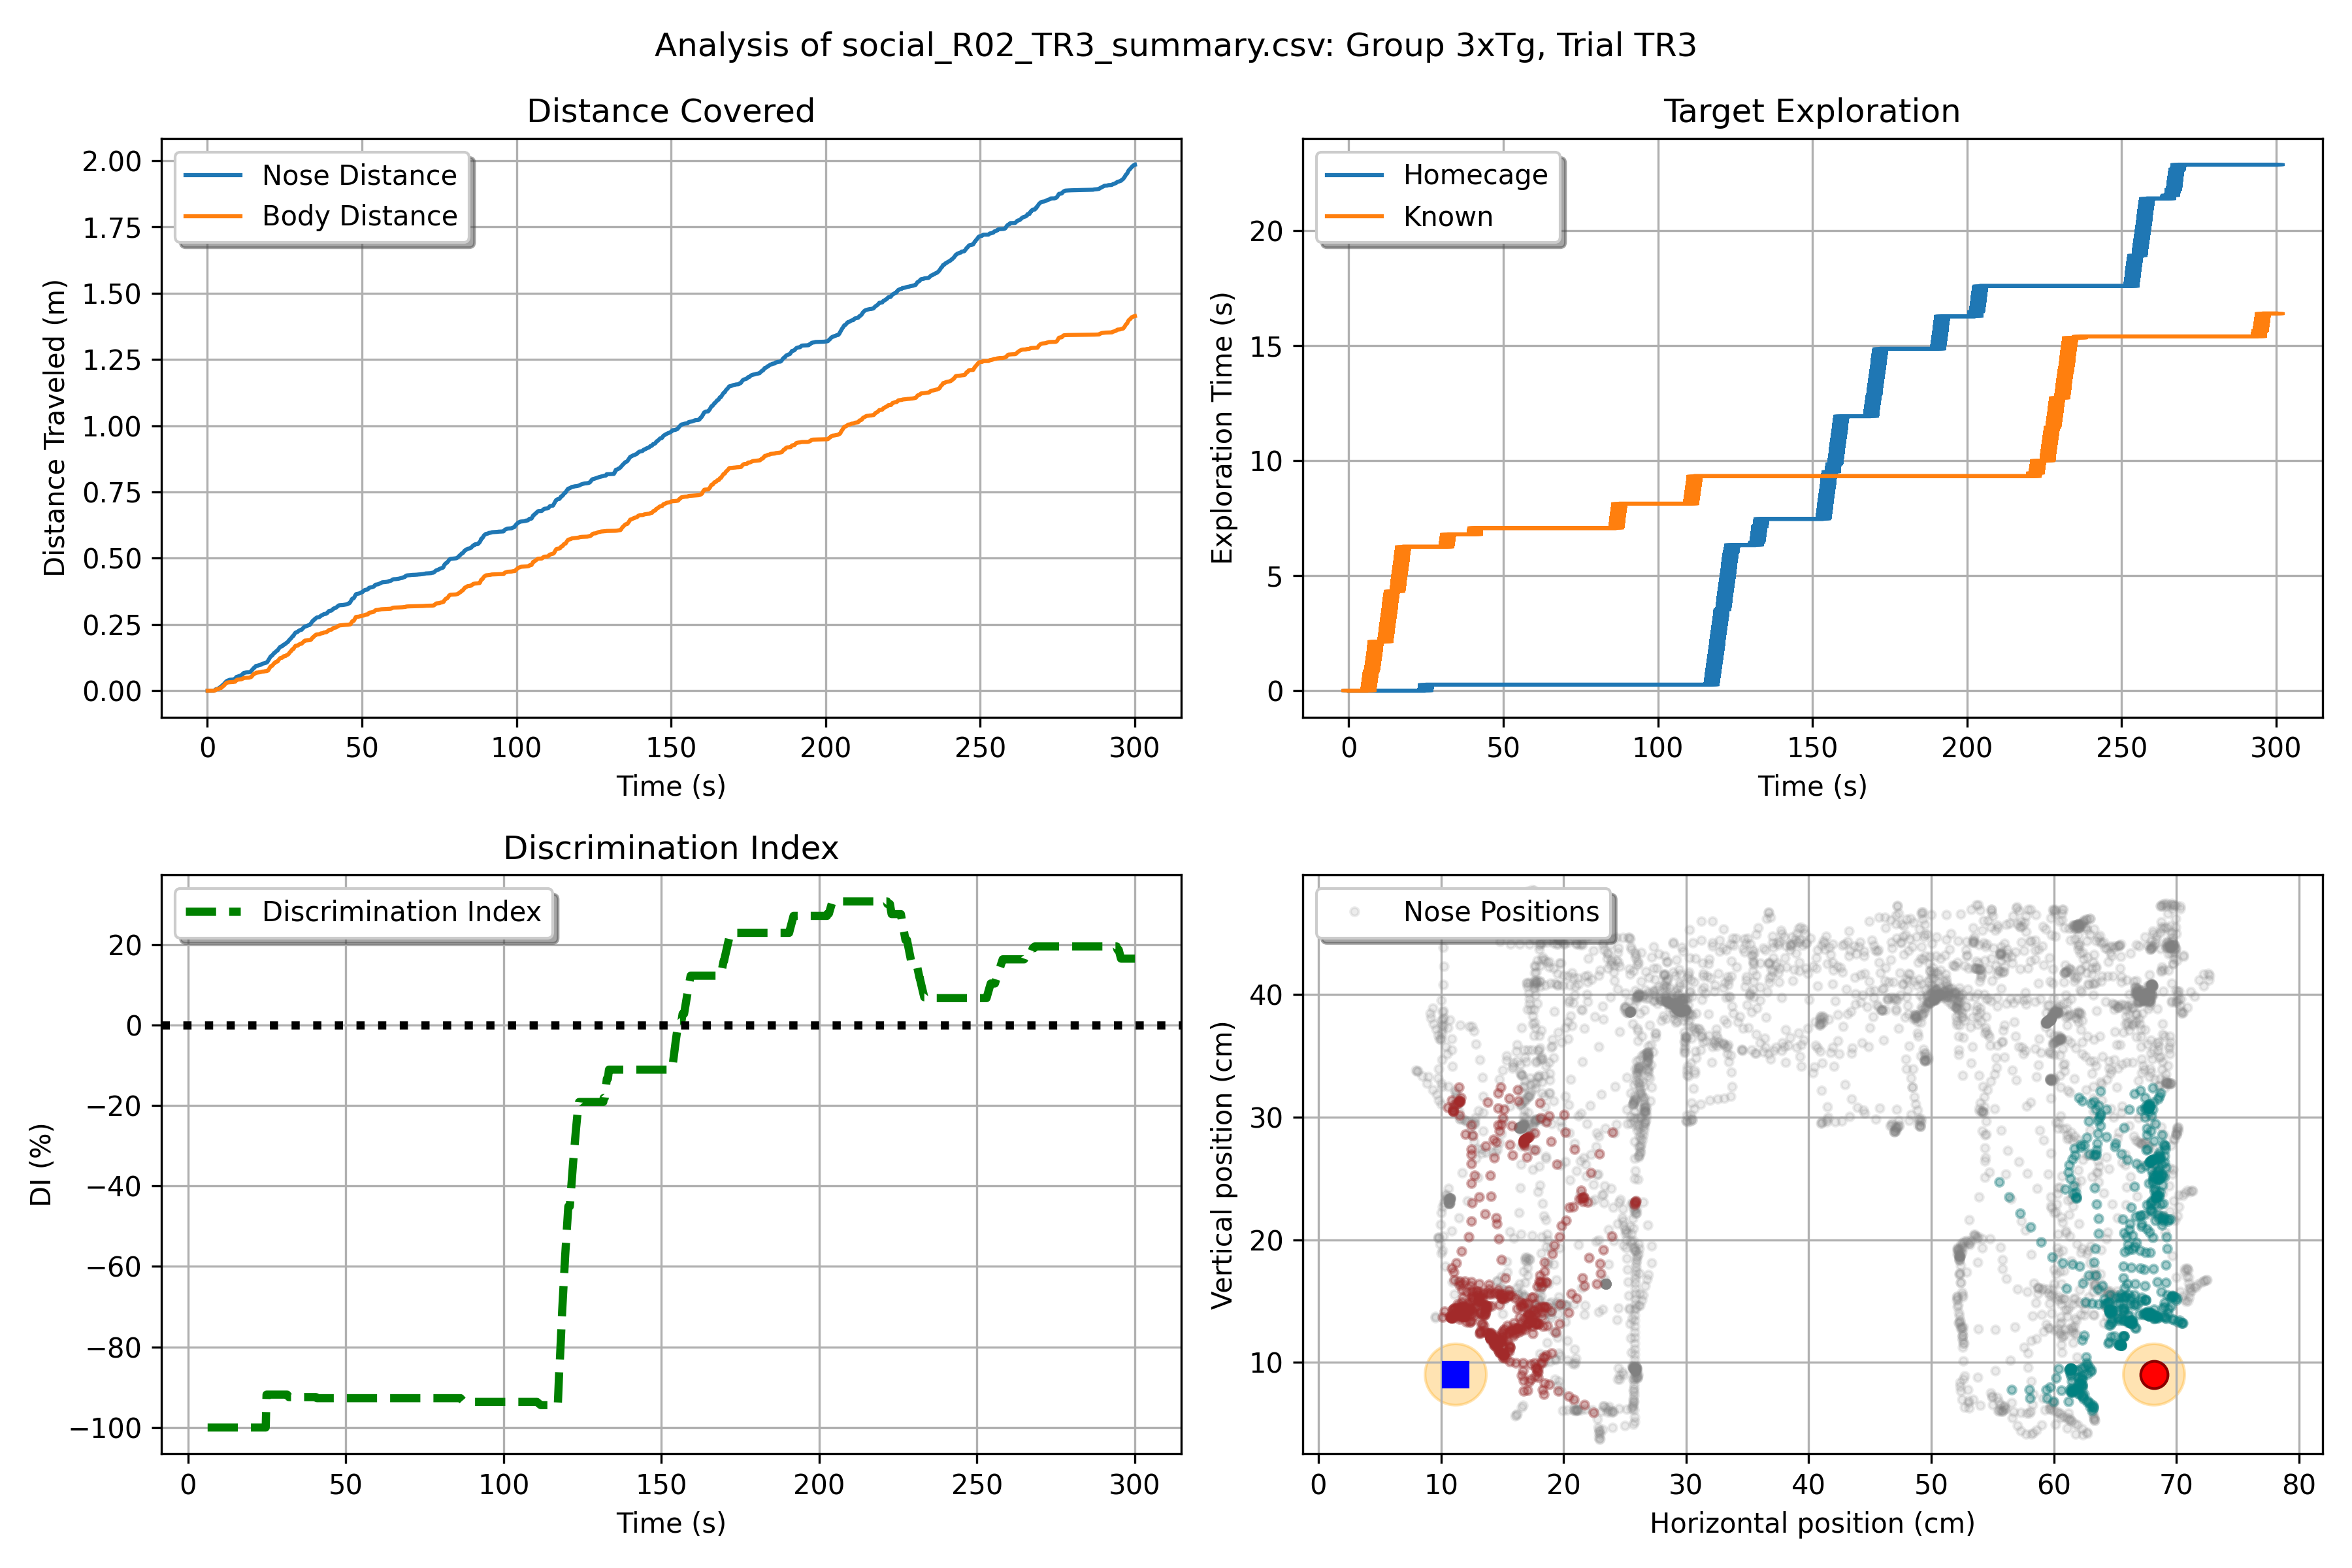 Analysis of social_R02_TR3_summary.csv: Group 3xTg, Trial TR3
Distance Covered
Nose Distance
Body Distance
Distance Traveled (m)
2.00
1.75
1.50
1.25
1.00
0.75
0.50
0.25
0.00
0 50 100 150 200 250 300
Time (s)
Target Exploration
Homecage
Known
Exploration Time (s)
20
15
10
5
0
0 50 100 150 200 250 300
Time (s)
Discrimination Index
Discrimination Index
DI (%)
20
0
−20
−40
−60
−80
−100
0 50 100 150 200 250 300
Time (s)
Nose Positions
Vertical position (cm)
40
30
20
10
0 10 20 30 40 50 60 70 80
Horizontal position (cm)